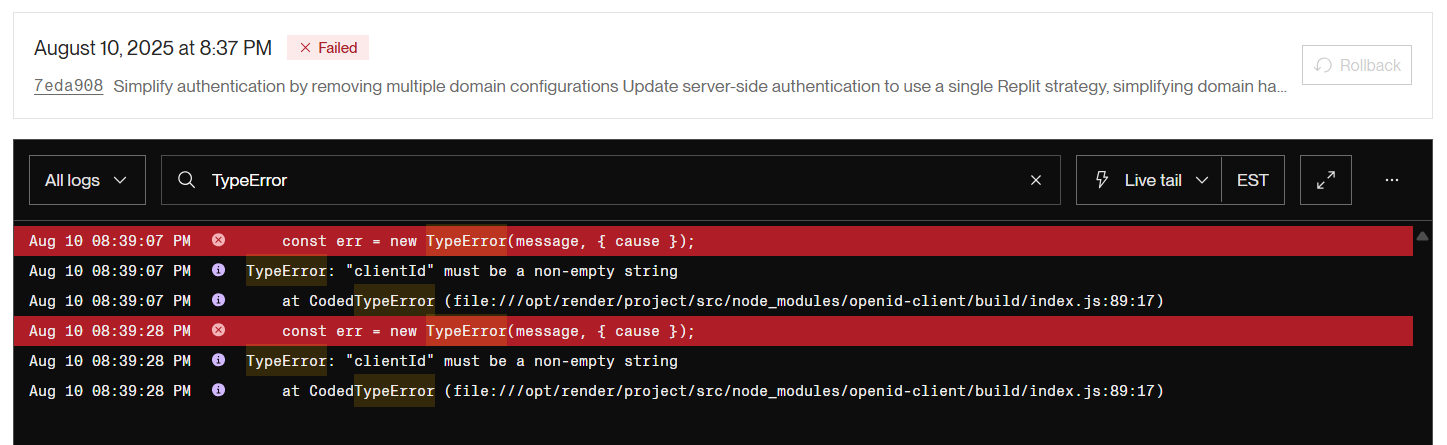 August 10, 2025 at 8:37 PM Failed
Rollback
7eda908 Simplify authentication by removing multiple domain configurations Update server-side authentication to use a single Replit strategy, simplifying domain ha...
All logs TypeError Live tail EST ...
Aug 10 08:39:07 PM const err = new TypeError(message, { cause });
Aug 10 08:39:07 PM TypeError: "clientId" must be a non-empty string
Aug 10 08:39:07 PM at CodedTypeError (file:///opt/render/project/src/node_modules/openid-client/build/index.js:89:17)
Aug 10 08:39:28 PM const err = new TypeError(message, { cause });
Aug 10 08:39:28 PM TypeError: "clientId" must be a non-empty string
Aug 10 08:39:28 PM at CodedTypeError (file:///opt/render/project/src/node_modules/openid-client/build/index.js:89:17)